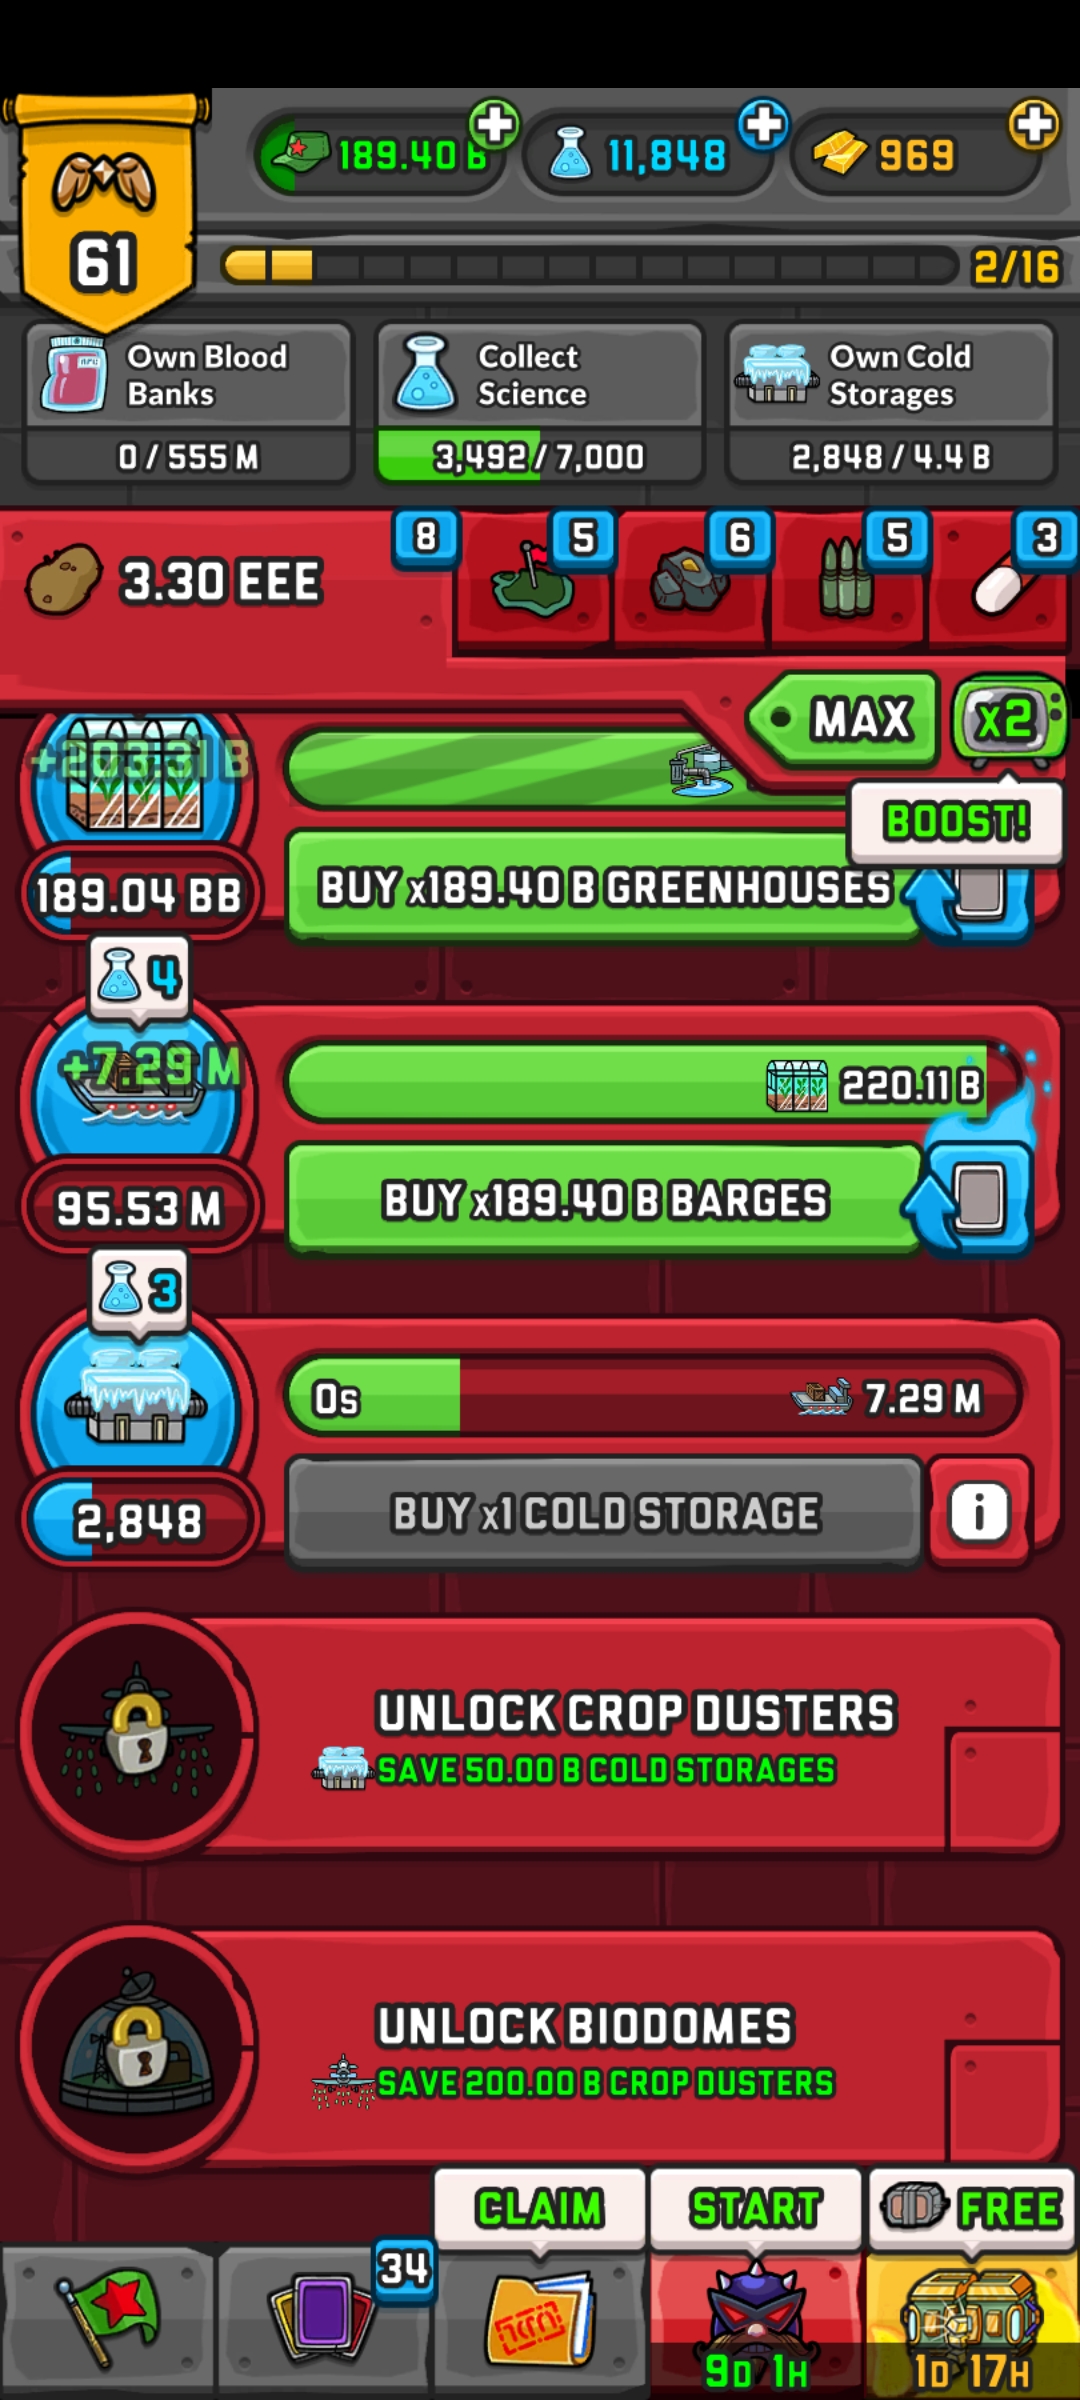 189.40 B
11,848
969
61
2/16
Own Blood
Banks
0 / 555 M
Collect
Science
3,492 / 7,000
Own Cold
Storages
2,848 / 4.4 B
3.30 EEE
8
5
6
5
3
MAX
x2
BOOST!
+203.31 B
189.04 BB
BUY x189.40 B GREENHOUSES
4
+7.29 M
220.11 B
95.53 M
BUY x189.40 B BARGES
3
0s
7.29 M
2,848
BUY x1 COLD STORAGE
i
UNLOCK CROP DUSTERS
SAVE 50.00 B COLD STORAGES
UNLOCK BIODOMES
SAVE 200.00 B CROP DUSTERS
CLAIM
START
FREE
34
9D 1H
1D 17H